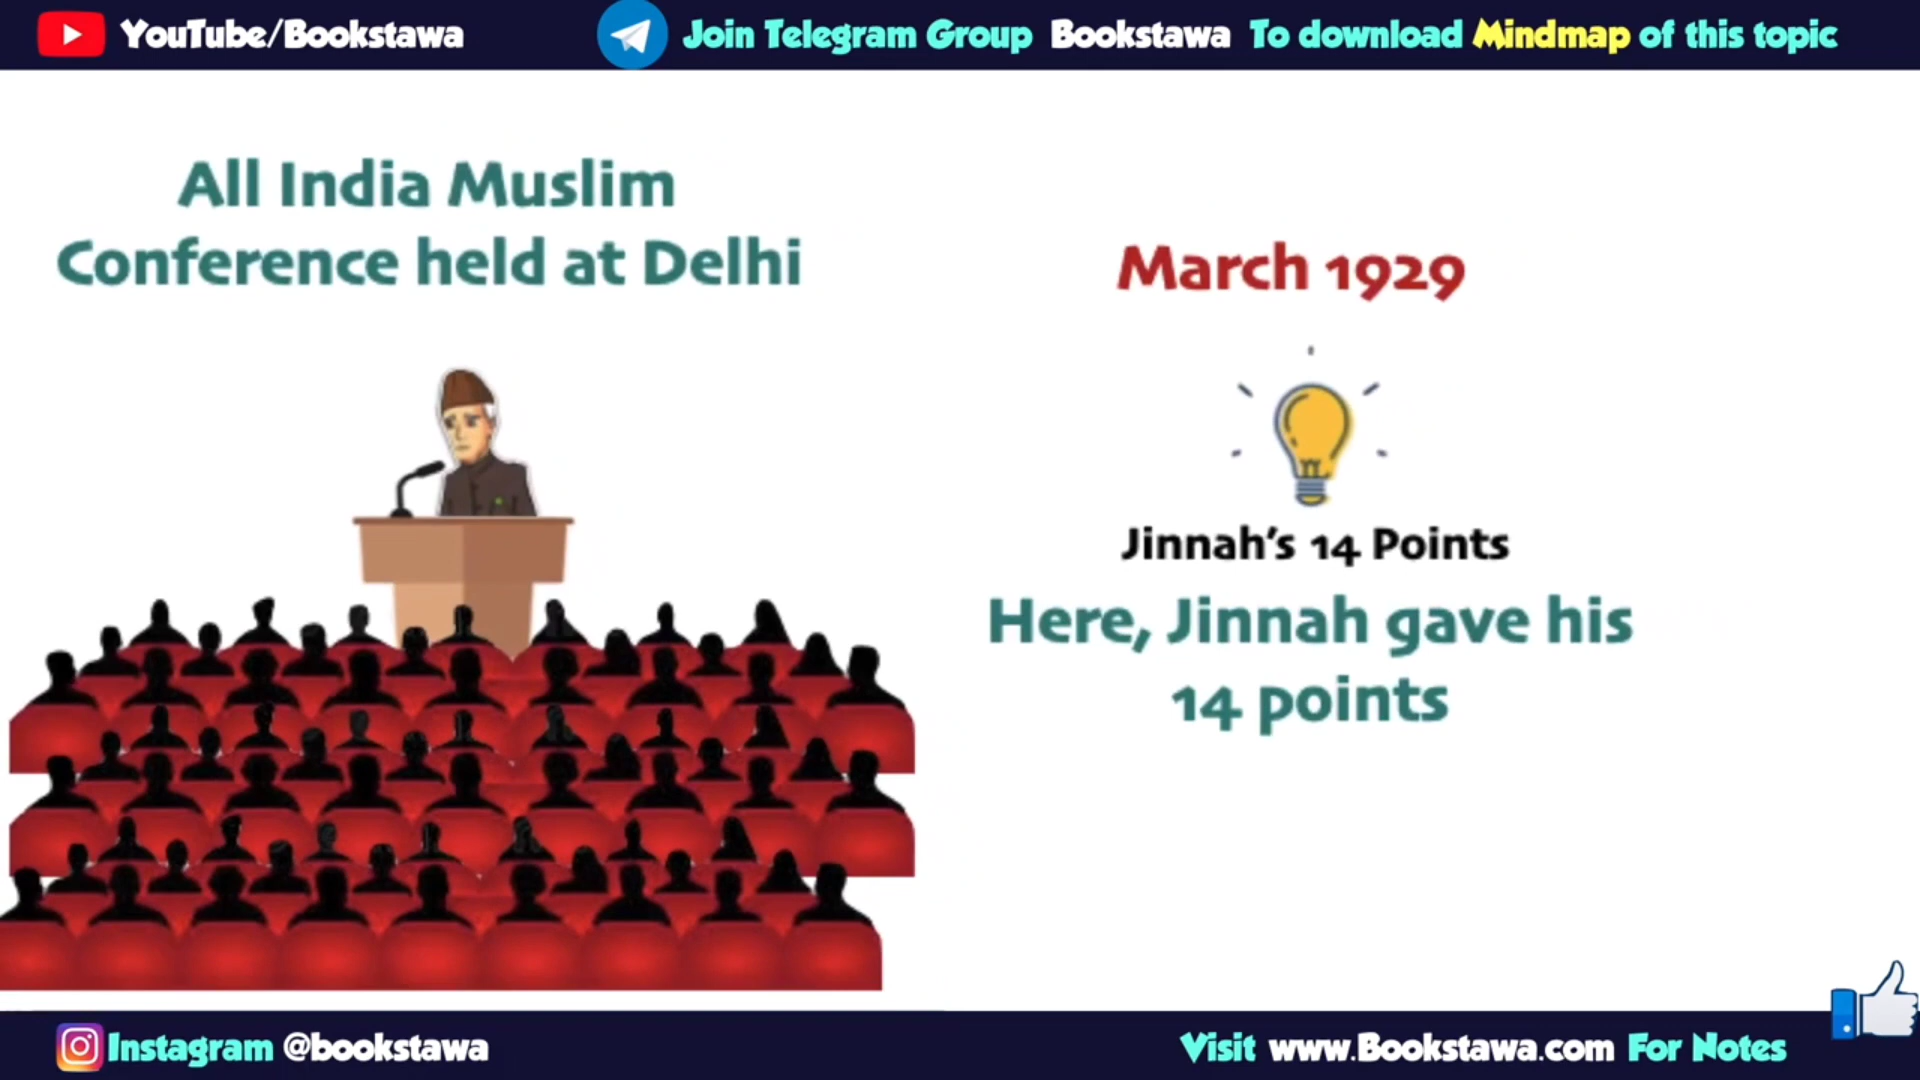 YouTube/Bookstawa
Join Telegram Group Bookstawa To download Mindmap of this topic
All India Muslim
Conference held at Delhi
March 1929
Jinnah's 14 Points
Here, Jinnah gave his
14 points
Instagram @bookstawa
Visit www.Bookstawa.com For Notes